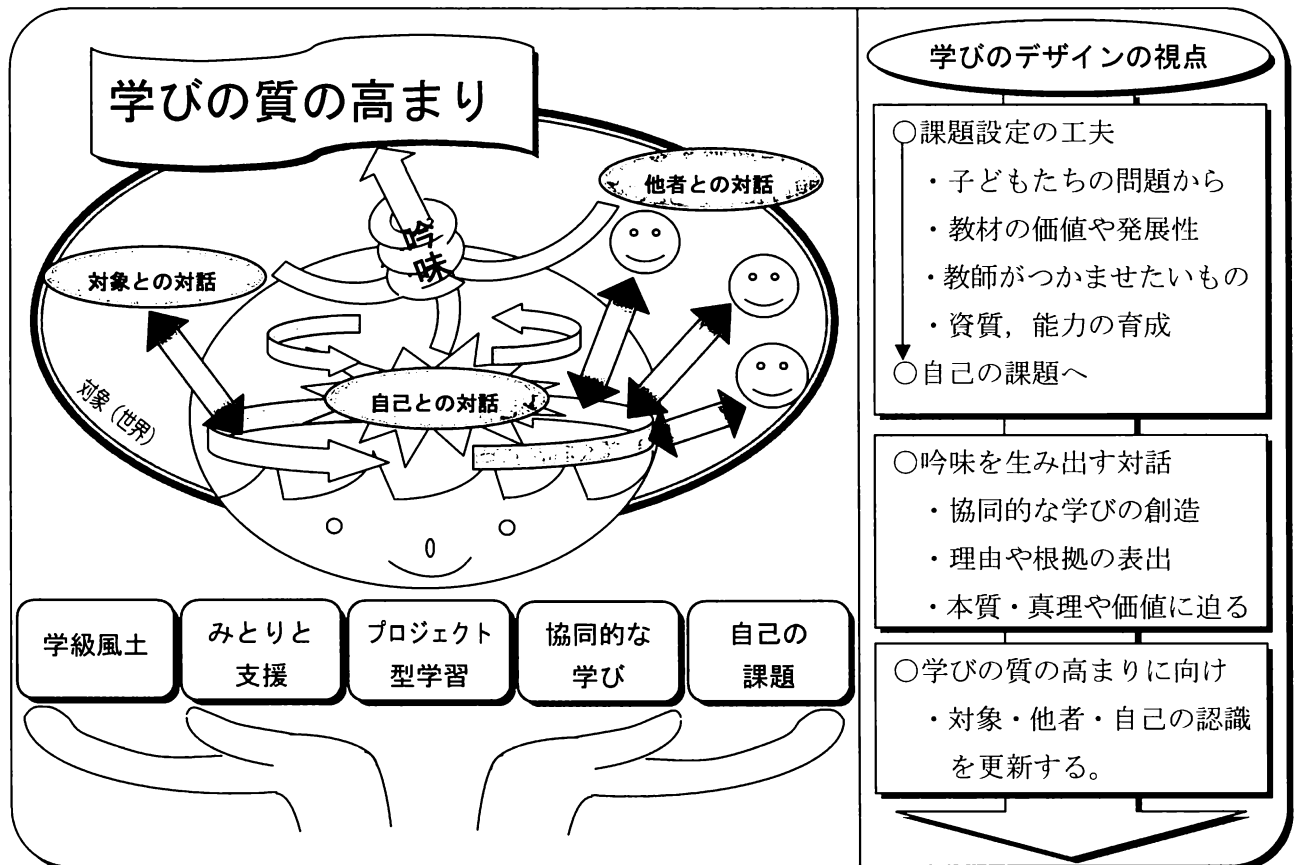 学びの質の高まり
他者との対話
吟味
対象との対話
自己との対話
対象（世界）
学級風土
みとりと
支援
プロジェクト
型学習
協同的な
学び
自己の
課題
学びのデザインの視点
○課題設定の工夫
・子どもたちの問題から
・教材の価値や発展性
・教師がつかませたいもの
・資質，能力の育成
○自己の課題へ
○吟味を生み出す対話
・協同的な学びの創造
・理由や根拠の表出
・本質・真理や価値に迫る
○学びの質の高まりに向け
・対象・他者・自己の認識
を更新する。